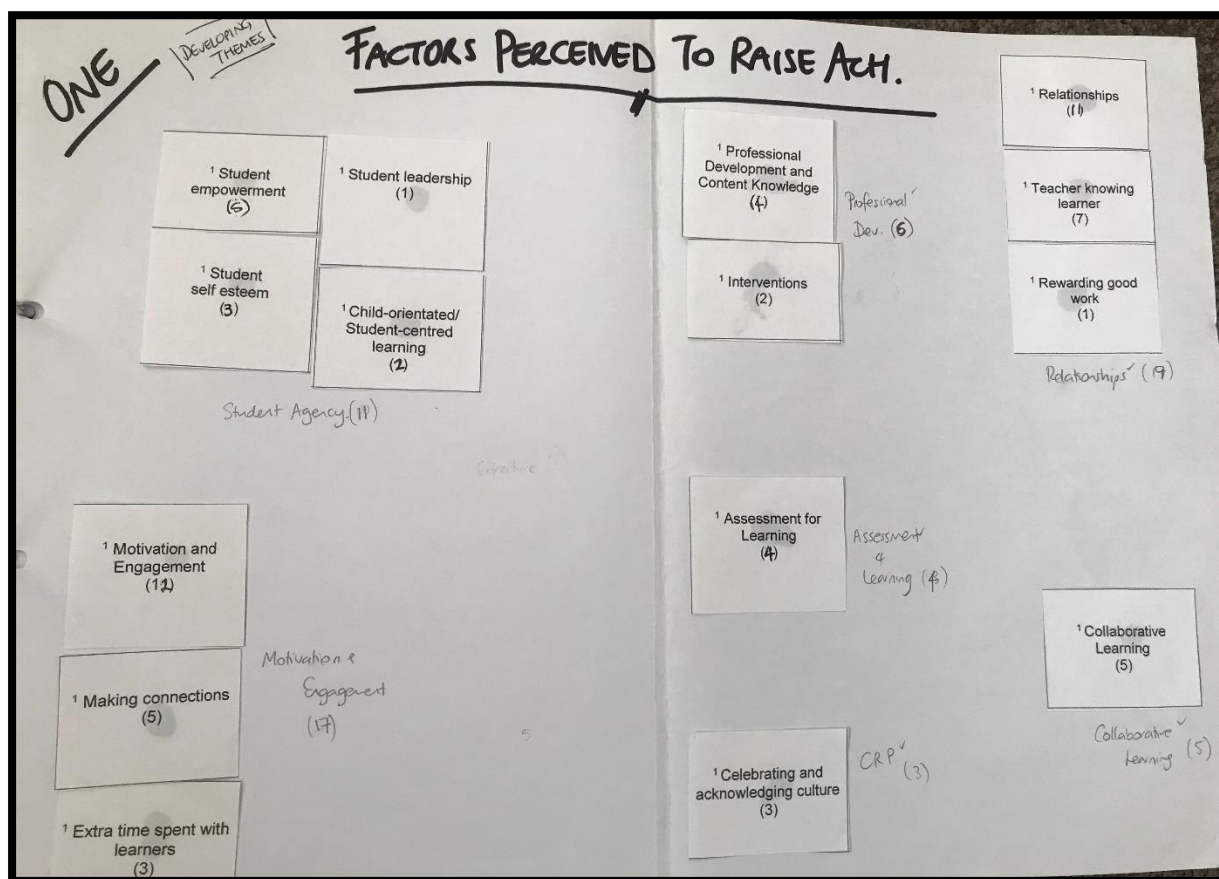 ONE
DEVELOPING
THEMES
FACTORS PERCEIVED TO RAISE ACH.
1 Student
empowerment
(5)
1 Student leadership
(1)
1 Student
self esteem
(3)
1 Child-orientated/
Student-centred
learning
(2)
Student Agency. (11)
1 Motivation and
Engagement
(12)
1 Making connections
(5)
1 Extra time spent with
learners
(3)
Motivation &
Engagement
(17)
5
1 Professional
Development and
Content Knowledge
(4)
Professional
Dev. (6)
1 Interventions
(2)
1 Assessment for
Learning
(4)
Assessment
4
Learning (4)
1 Celebrating and
acknowledging culture
(3)
CRP
(3)
1 Relationships
(11)
1 Teacher knowing
learner
(7)
1 Rewarding good
work
(1)
Relationships (19)
1 Collaborative
Learning
(5)
Collaborative
Learning (5)